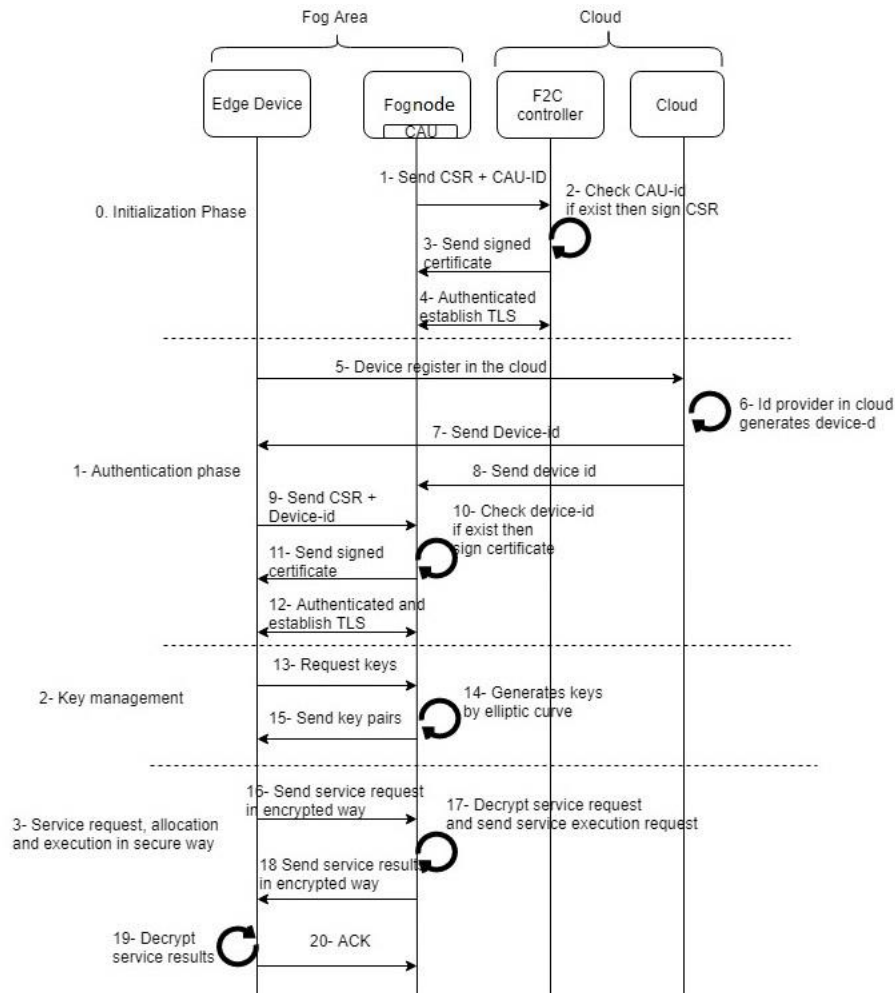 Fog Area
Cloud
Edge Device
Fognode
CAU
F2C
controller
Cloud
0. Initialization Phase
1- Send CSR + CAU-ID
2- Check CAU-id
if exist then sign CSR
3- Send signed
certificate
4- Authenticated
establish TLS
5- Device register in the cloud
6- Id provider in cloud
generates device-d
7- Send Device-id
8- Send device id
1- Authentication phase
9- Send CSR +
Device-id
10- Check device-id
if exist then
sign certificate
11- Send signed
certificate
12- Authenticated and
establish TLS
13- Request keys
2- Key management
14- Generates keys
by elliptic curve
15- Send key pairs
16- Send service request
in encrypted way
17- Decrypt service request
and send service execution request
3- Service request, allocation
and execution in secure way
18 Send service results
in encrypted way
19- Decrypt
service results
20- ACK